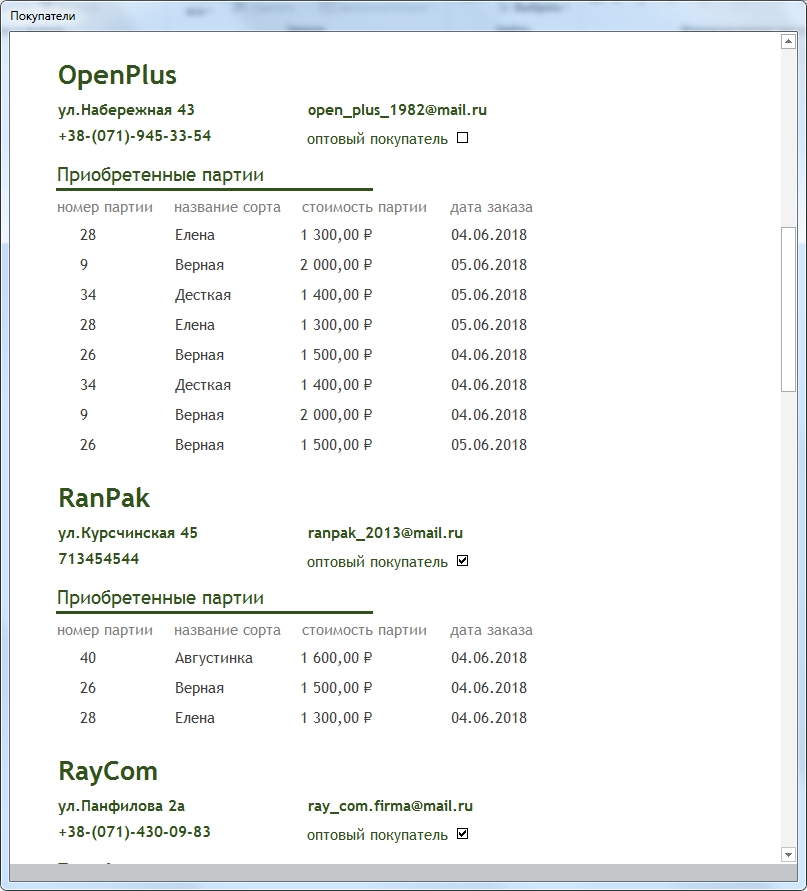 Покупатели
OpenPlus
ул.Набережная 43 open_plus_1982@mail.ru
+38-(071)-945-33-54 оптовый покупатель
Приобретенные партии
номер партии название сорта стоимость партии дата заказа
28 Елена 1 300,00 ₽ 04.06.2018
9 Верная 2 000,00 ₽ 05.06.2018
34 Десткая 1 400,00 ₽ 05.06.2018
28 Елена 1 300,00 ₽ 05.06.2018
26 Верная 1 500,00 ₽ 04.06.2018
34 Десткая 1 400,00 ₽ 04.06.2018
9 Верная 2 000,00 ₽ 04.06.2018
26 Верная 1 500,00 ₽ 05.06.2018
RanPak
ул.Курсчинская 45 ranpak_2013@mail.ru
713454544 оптовый покупатель
Приобретенные партии
номер партии название сорта стоимость партии дата заказа
40 Августинка 1 600,00 ₽ 04.06.2018
26 Верная 1 500,00 ₽ 04.06.2018
28 Елена 1 300,00 ₽ 04.06.2018
RayCom
ул.Панфилова 2а ray_com.firma@mail.ru
+38-(071)-430-09-83 оптовый покупатель